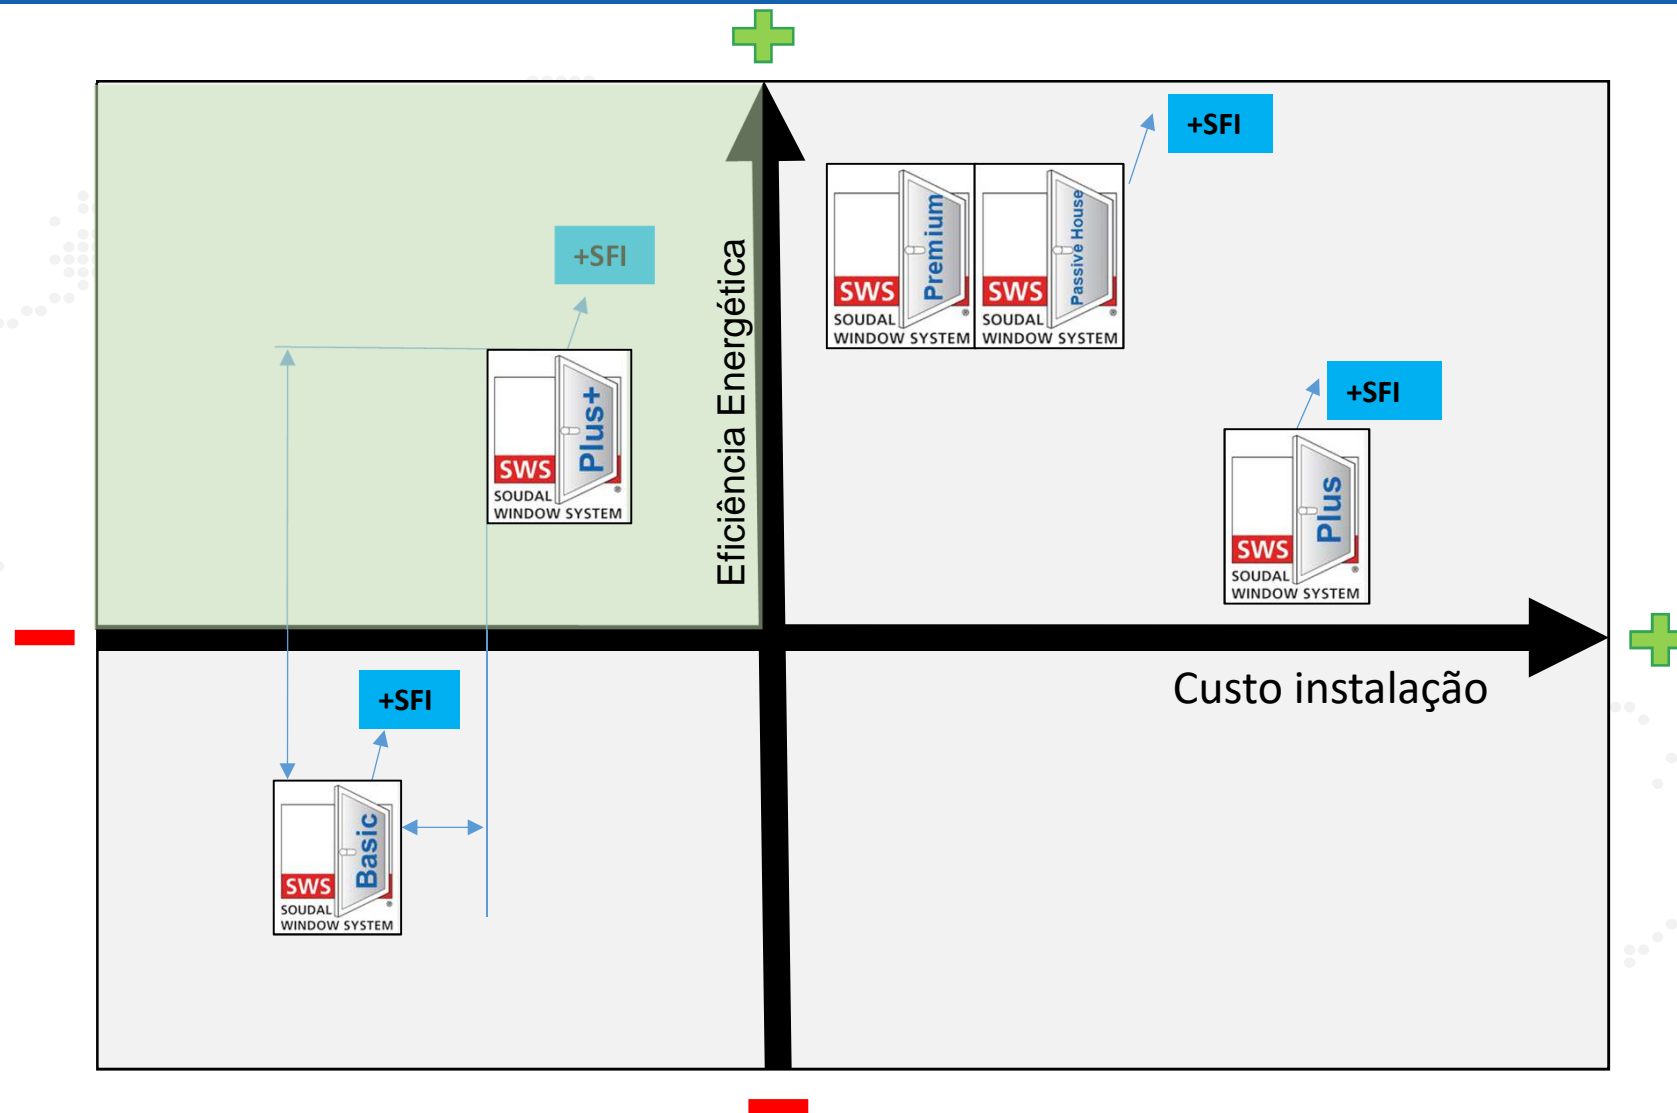 +SFI
Premium
SWS
SOUDAL
WINDOW SYSTEM
®
Passive House
SWS
SOUDAL
WINDOW SYSTEM
®
+SFI
Plus+
SWS
SOUDAL
WINDOW SYSTEM
®
Eficiência Energética
+SFI
Plus
SWS
SOUDAL
WINDOW SYSTEM
®
Custo instalação
+SFI
Basic
SWS
SOUDAL
WINDOW SYSTEM
®